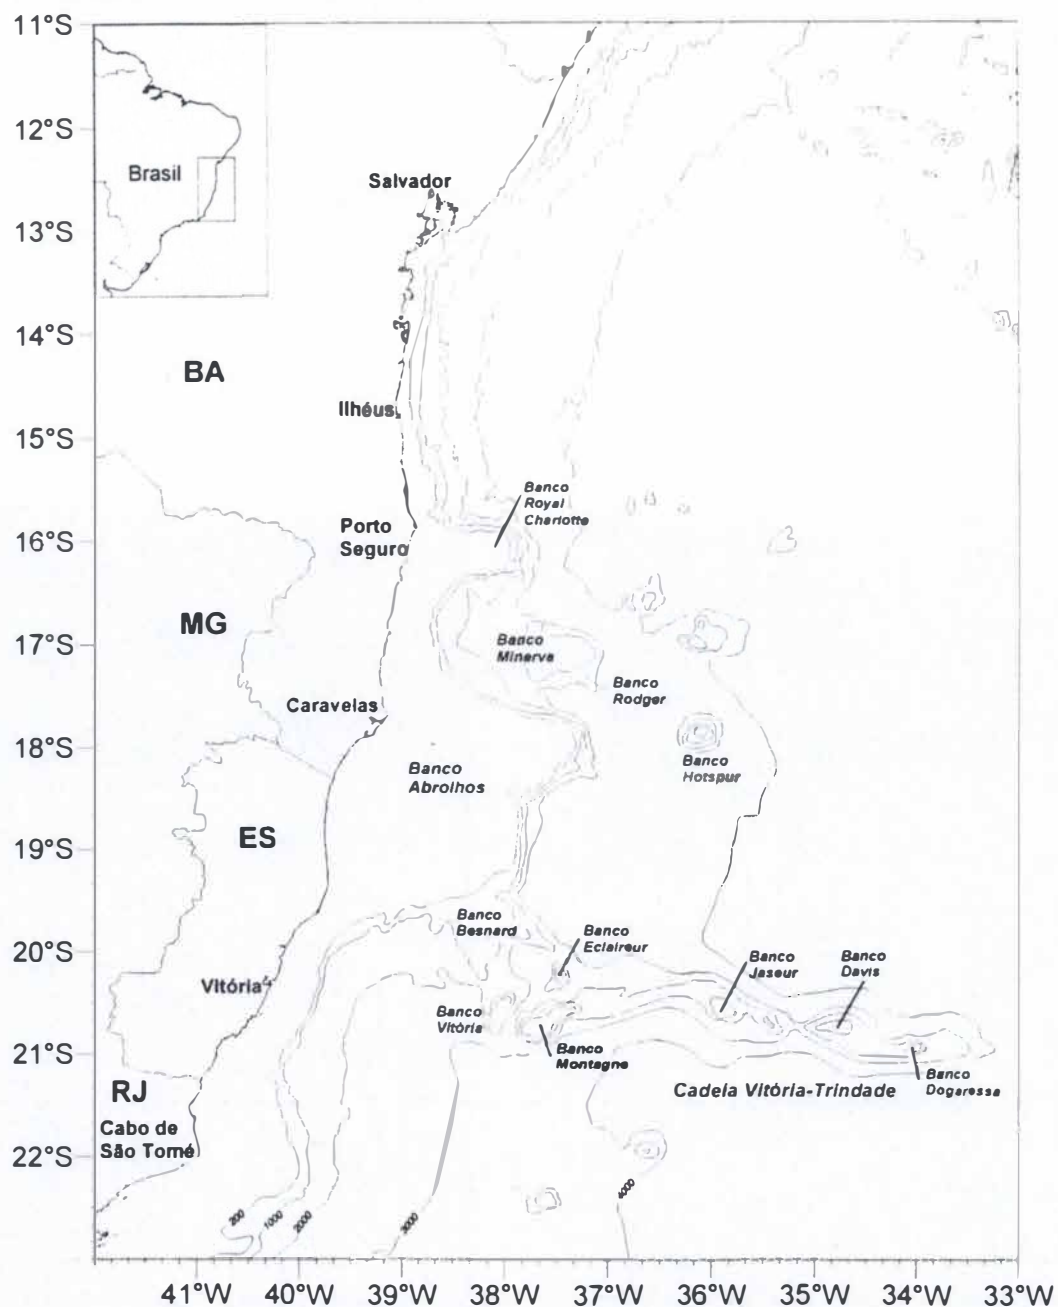 11°S
12°S
13°S
14°S
15°S
16°S
17°S
18°S
19°S
20°S
21°S
22°S
Brasil
Salvador
BA
Ilhéus
Porto
Seguro
Banco
Royal
Charlotte
MG
Banco
Minerva
Banco
Rodger
Caravelas
Banco
Abrolhos
Banco
Hotspur
ES
Banco
Besnard
Banco
Eclaireur
Banco
Jaseur
Banco
Davis
Vitória
Banco
Vitória
Banco
Montagne
Banco
Dogaressa
Cadeia Vitória-Trindade
RJ
Cabo de
São Tomé
200
1000
2000
3000
4000
41°W
40°W
39°W
38°W
37°W
36°W
35°W
34°W
33°W